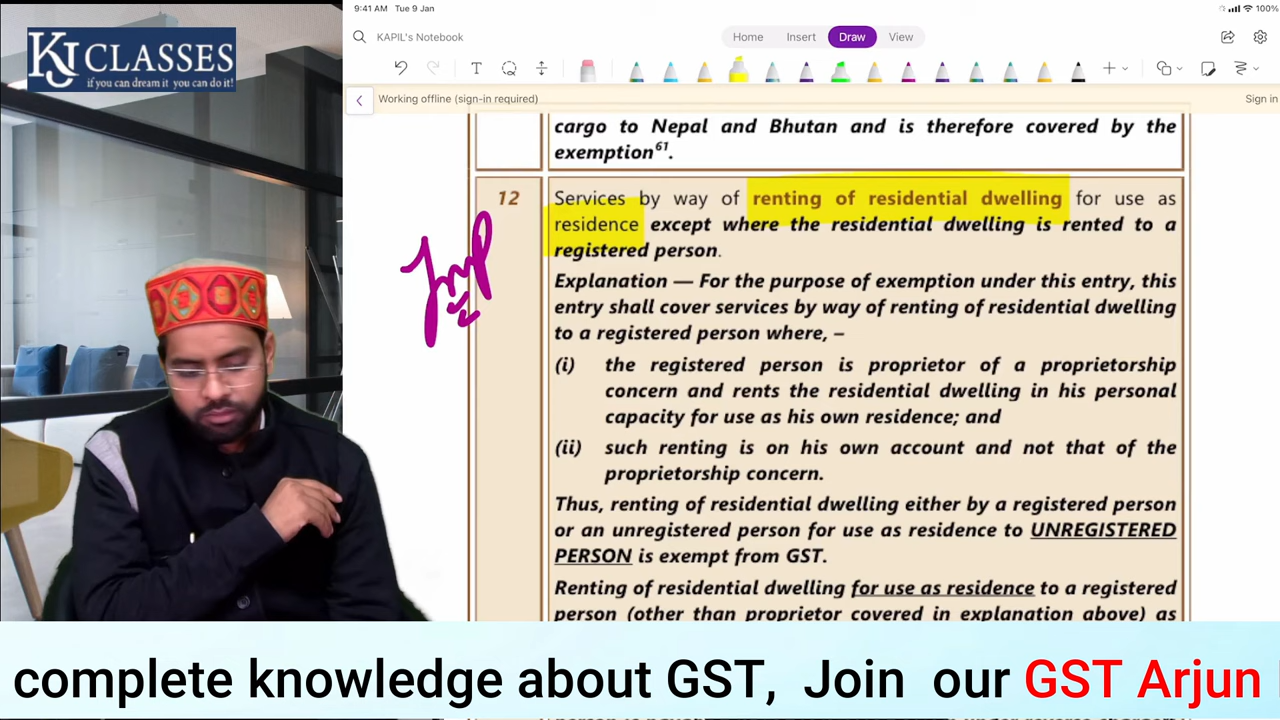 9:41 AM Tue 9 Jan
100%
KJ CLASSES
if you can dream it you can do it!
KAPIL's Notebook
Home Insert Draw View
Working offline (sign-in required)
Sign in
cargo to Nepal and Bhutan and is therefore covered by the
exemption61.
12
Imp
Services by way of renting of residential dwelling for use as
residence except where the residential dwelling is rented to a
registered person.
Explanation — For the purpose of exemption under this entry, this
entry shall cover services by way of renting of residential dwelling
to a registered person where, –
(i) the registered person is proprietor of a proprietorship
concern and rents the residential dwelling in his personal
capacity for use as his own residence; and
(ii) such renting is on his own account and not that of the
proprietorship concern.
Thus, renting of residential dwelling either by a registered person
or an unregistered person for use as residence to UNREGISTERED
PERSON is exempt from GST.
Renting of residential dwelling for use as residence to a registered
person (other than proprietor covered in explanation above) as
complete knowledge about GST, Join our GST Arjun